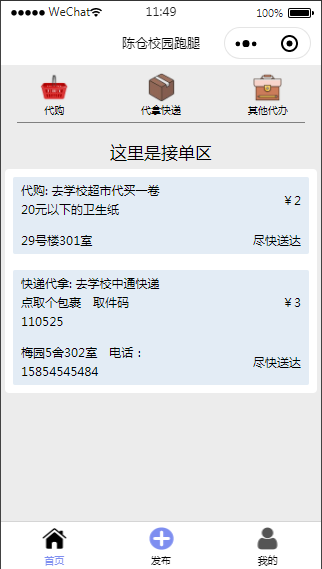 WeChat 11:49 100%
陈仓校园跑腿
代购 代拿快递 其他代办
这里是接单区
代购: 去学校超市代买一卷
20元以下的卫生纸
￥2
29号楼301室 尽快送达
快递代拿: 去学校中通快递
点取个包裹 取件码
110525
￥3
梅园5舍302室 电话：
15854545484
尽快送达
首页 发布 我的